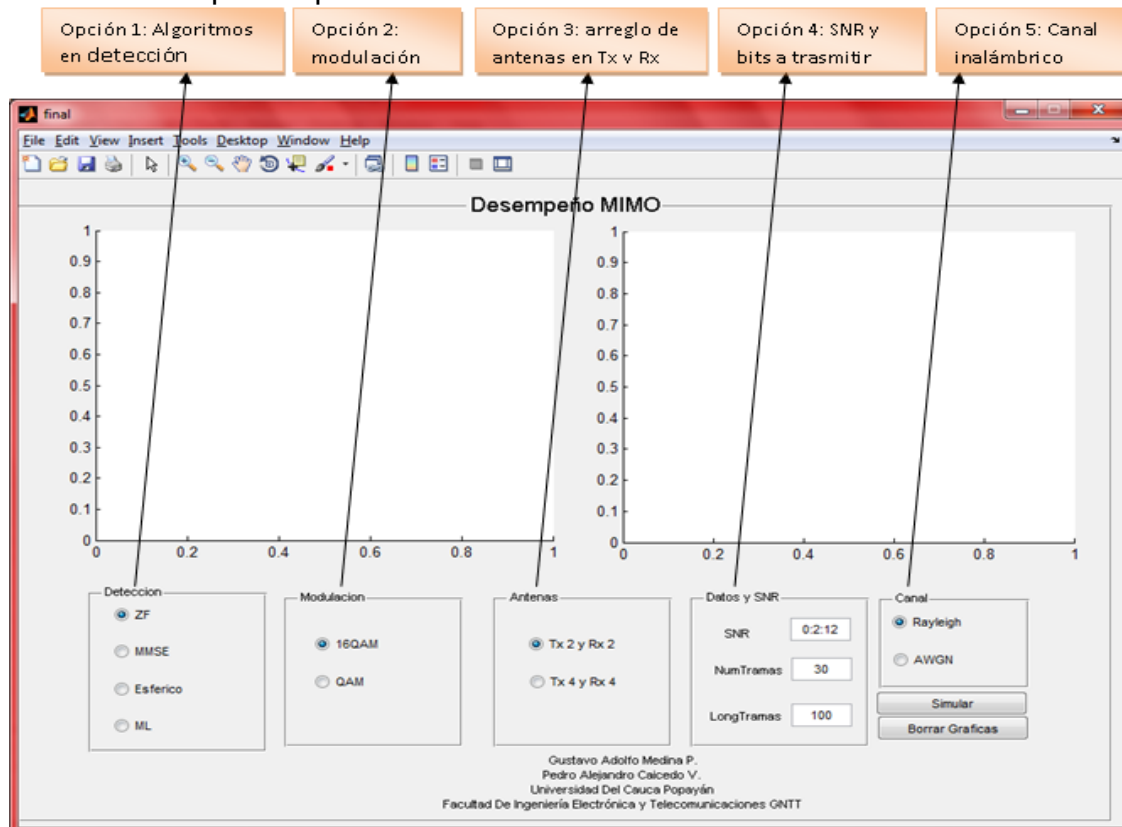 Opción 1: Algoritmos
en detección
Opción 2:
modulación
Opción 3: arreglo de
antenas en Tx y Rx
Opción 4: SNR y
bits a trasmitir
Opción 5: Canal
inalámbrico
final
File Edit View Insert Tools Desktop Window Help
Desempeño MIMO
1
0.9
0.8
0.7
0.6
0.5
0.4
0.3
0.2
0.1
0
0 0.2 0.4 0.6 0.8 1
1
0.9
0.8
0.7
0.6
0.5
0.4
0.3
0.2
0.1
0
0 0.2 0.4 0.6 0.8 1
Deteccion
ZF
MMSE
Esferico
ML
Modulacion
16QAM
QAM
Antenas
Tx 2 y Rx 2
Tx 4 y Rx 4
Datos y SNR
SNR 0:2:12
NumTramas 30
LongTramas 100
Canal
Rayleigh
AWGN
Simular
Borrar Graficas
Gustavo Adolfo Medina P.
Pedro Alejandro Caicedo V.
Universidad Del Cauca Popayán
Facultad De Ingeniería Electrónica y Telecomunicaciones GNTT